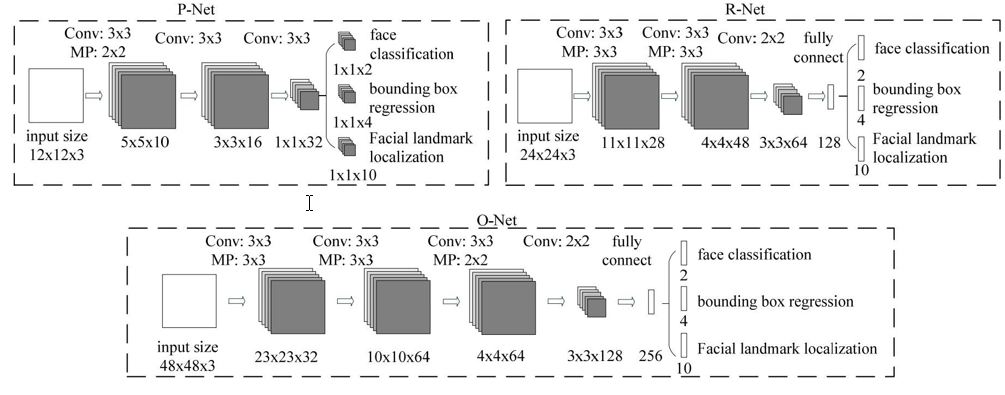 P-Net
Conv: 3x3
MP: 2x2
Conv: 3x3
Conv: 3x3
face
classification
1x1x2
bounding box
regression
1x1x4
Facial landmark
localization
1x1x10
input size
12x12x3
5x5x10
3x3x16
1x1x32
R-Net
Conv: 3x3
MP: 3x3
Conv: 3x3
MP: 3x3
Conv: 2x2
fully
connect
face classification
2
bounding box
regression
4
Facial landmark
localization
10
input size
24x24x3
11x11x28
4x4x48
3x3x64
128
O-Net
Conv: 3x3
MP: 3x3
Conv: 3x3
MP: 3x3
Conv: 3x3
MP: 2x2
Conv: 2x2
fully
connect
face classification
2
bounding box regression
4
Facial landmark localization
10
input size
48x48x3
23x23x32
10x10x64
4x4x64
3x3x128
256